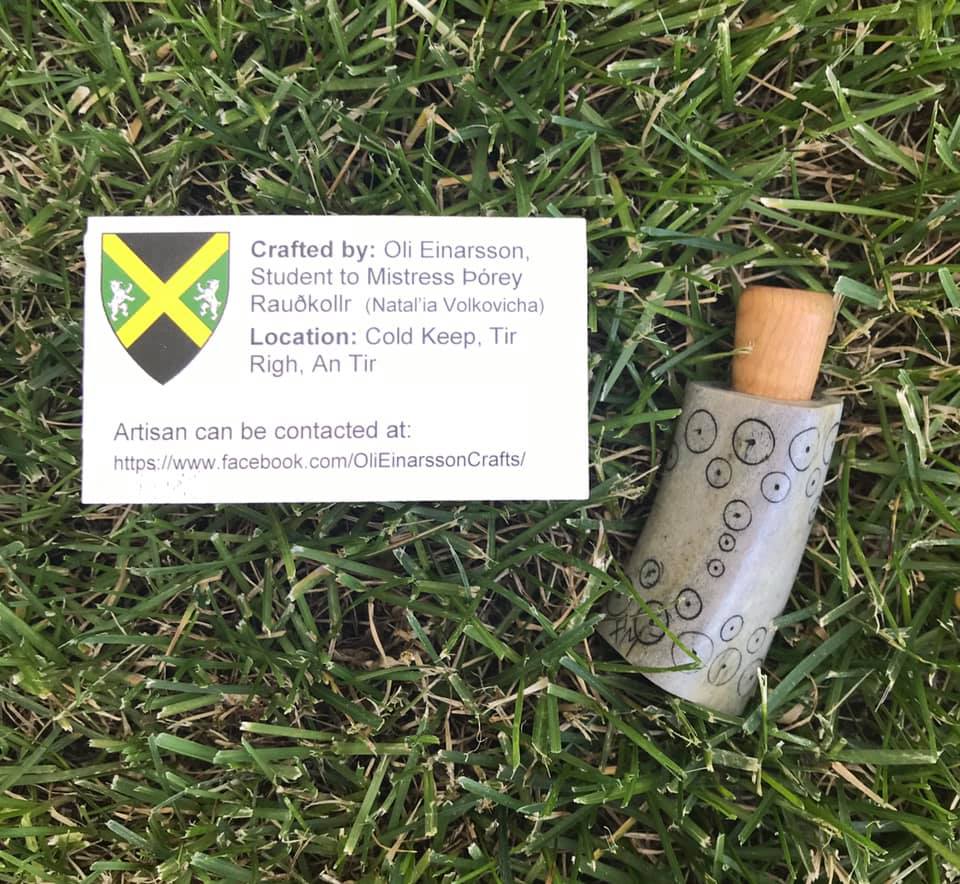 Crafted by: Oli Einarsson,
Student to Mistress Þórey
Rauðkollr (Natal'ia Volkovicha)
Location: Cold Keep, Tir
Righ, An Tir
Artisan can be contacted at:
https://www.facebook.com/OliEinarssonCrafts/